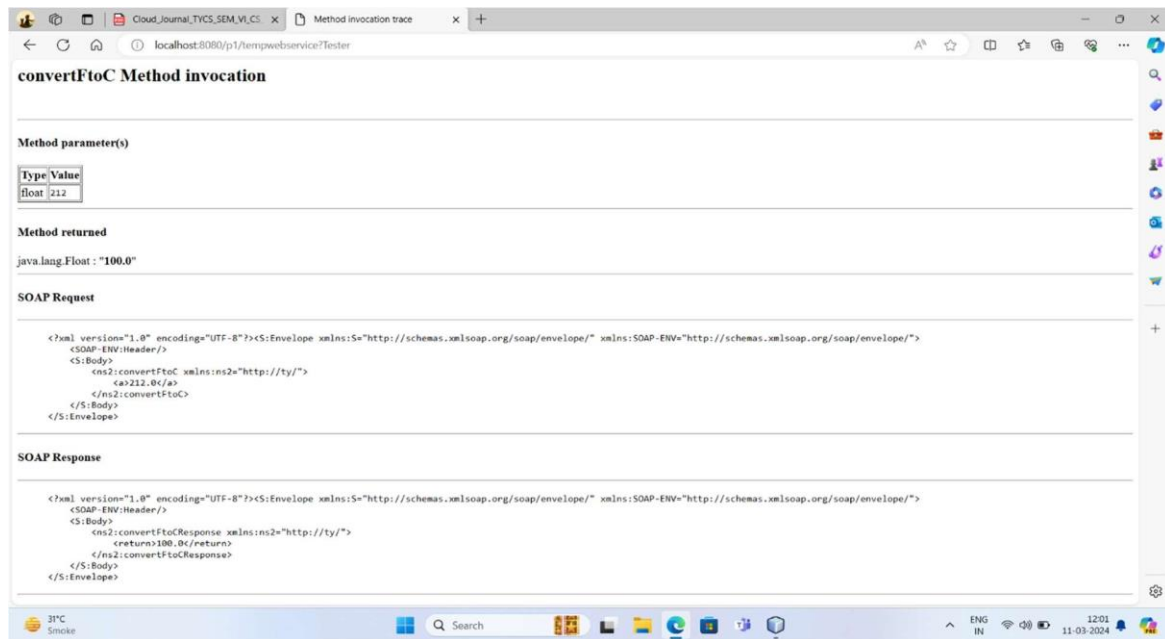 Cloud_Journal_TYCS_SEM_VI_CS
Method invocation trace
localhost:8080/p1/tempwebservice?Tester
convertFtoC Method invocation
Method parameter(s)
Type Value
float 212
Method returned
java.lang.Float : "100.0"
SOAP Request
<?xml version="1.0" encoding="UTF-8"?><S:Envelope xmlns:S="http://schemas.xmlsoap.org/soap/envelope/" xmlns:SOAP-ENV="http://schemas.xmlsoap.org/soap/envelope/">
<SOAP-ENV:Header/>
<S:Body>
<ns2:convertFtoC xmlns:ns2="http://ty/">
<a>212.0</a>
</ns2:convertFtoC>
</S:Body>
</S:Envelope>
SOAP Response
<?xml version="1.0" encoding="UTF-8"?><S:Envelope xmlns:S="http://schemas.xmlsoap.org/soap/envelope/" xmlns:SOAP-ENV="http://schemas.xmlsoap.org/soap/envelope/">
<SOAP-ENV:Header/>
<S:Body>
<ns2:convertFtoCResponse xmlns:ns2="http://ty/">
<return>100.0</return>
</ns2:convertFtoCResponse>
</S:Body>
</S:Envelope>
31°C
Smoke
Search
ENG
IN
12:01
11-03-2024